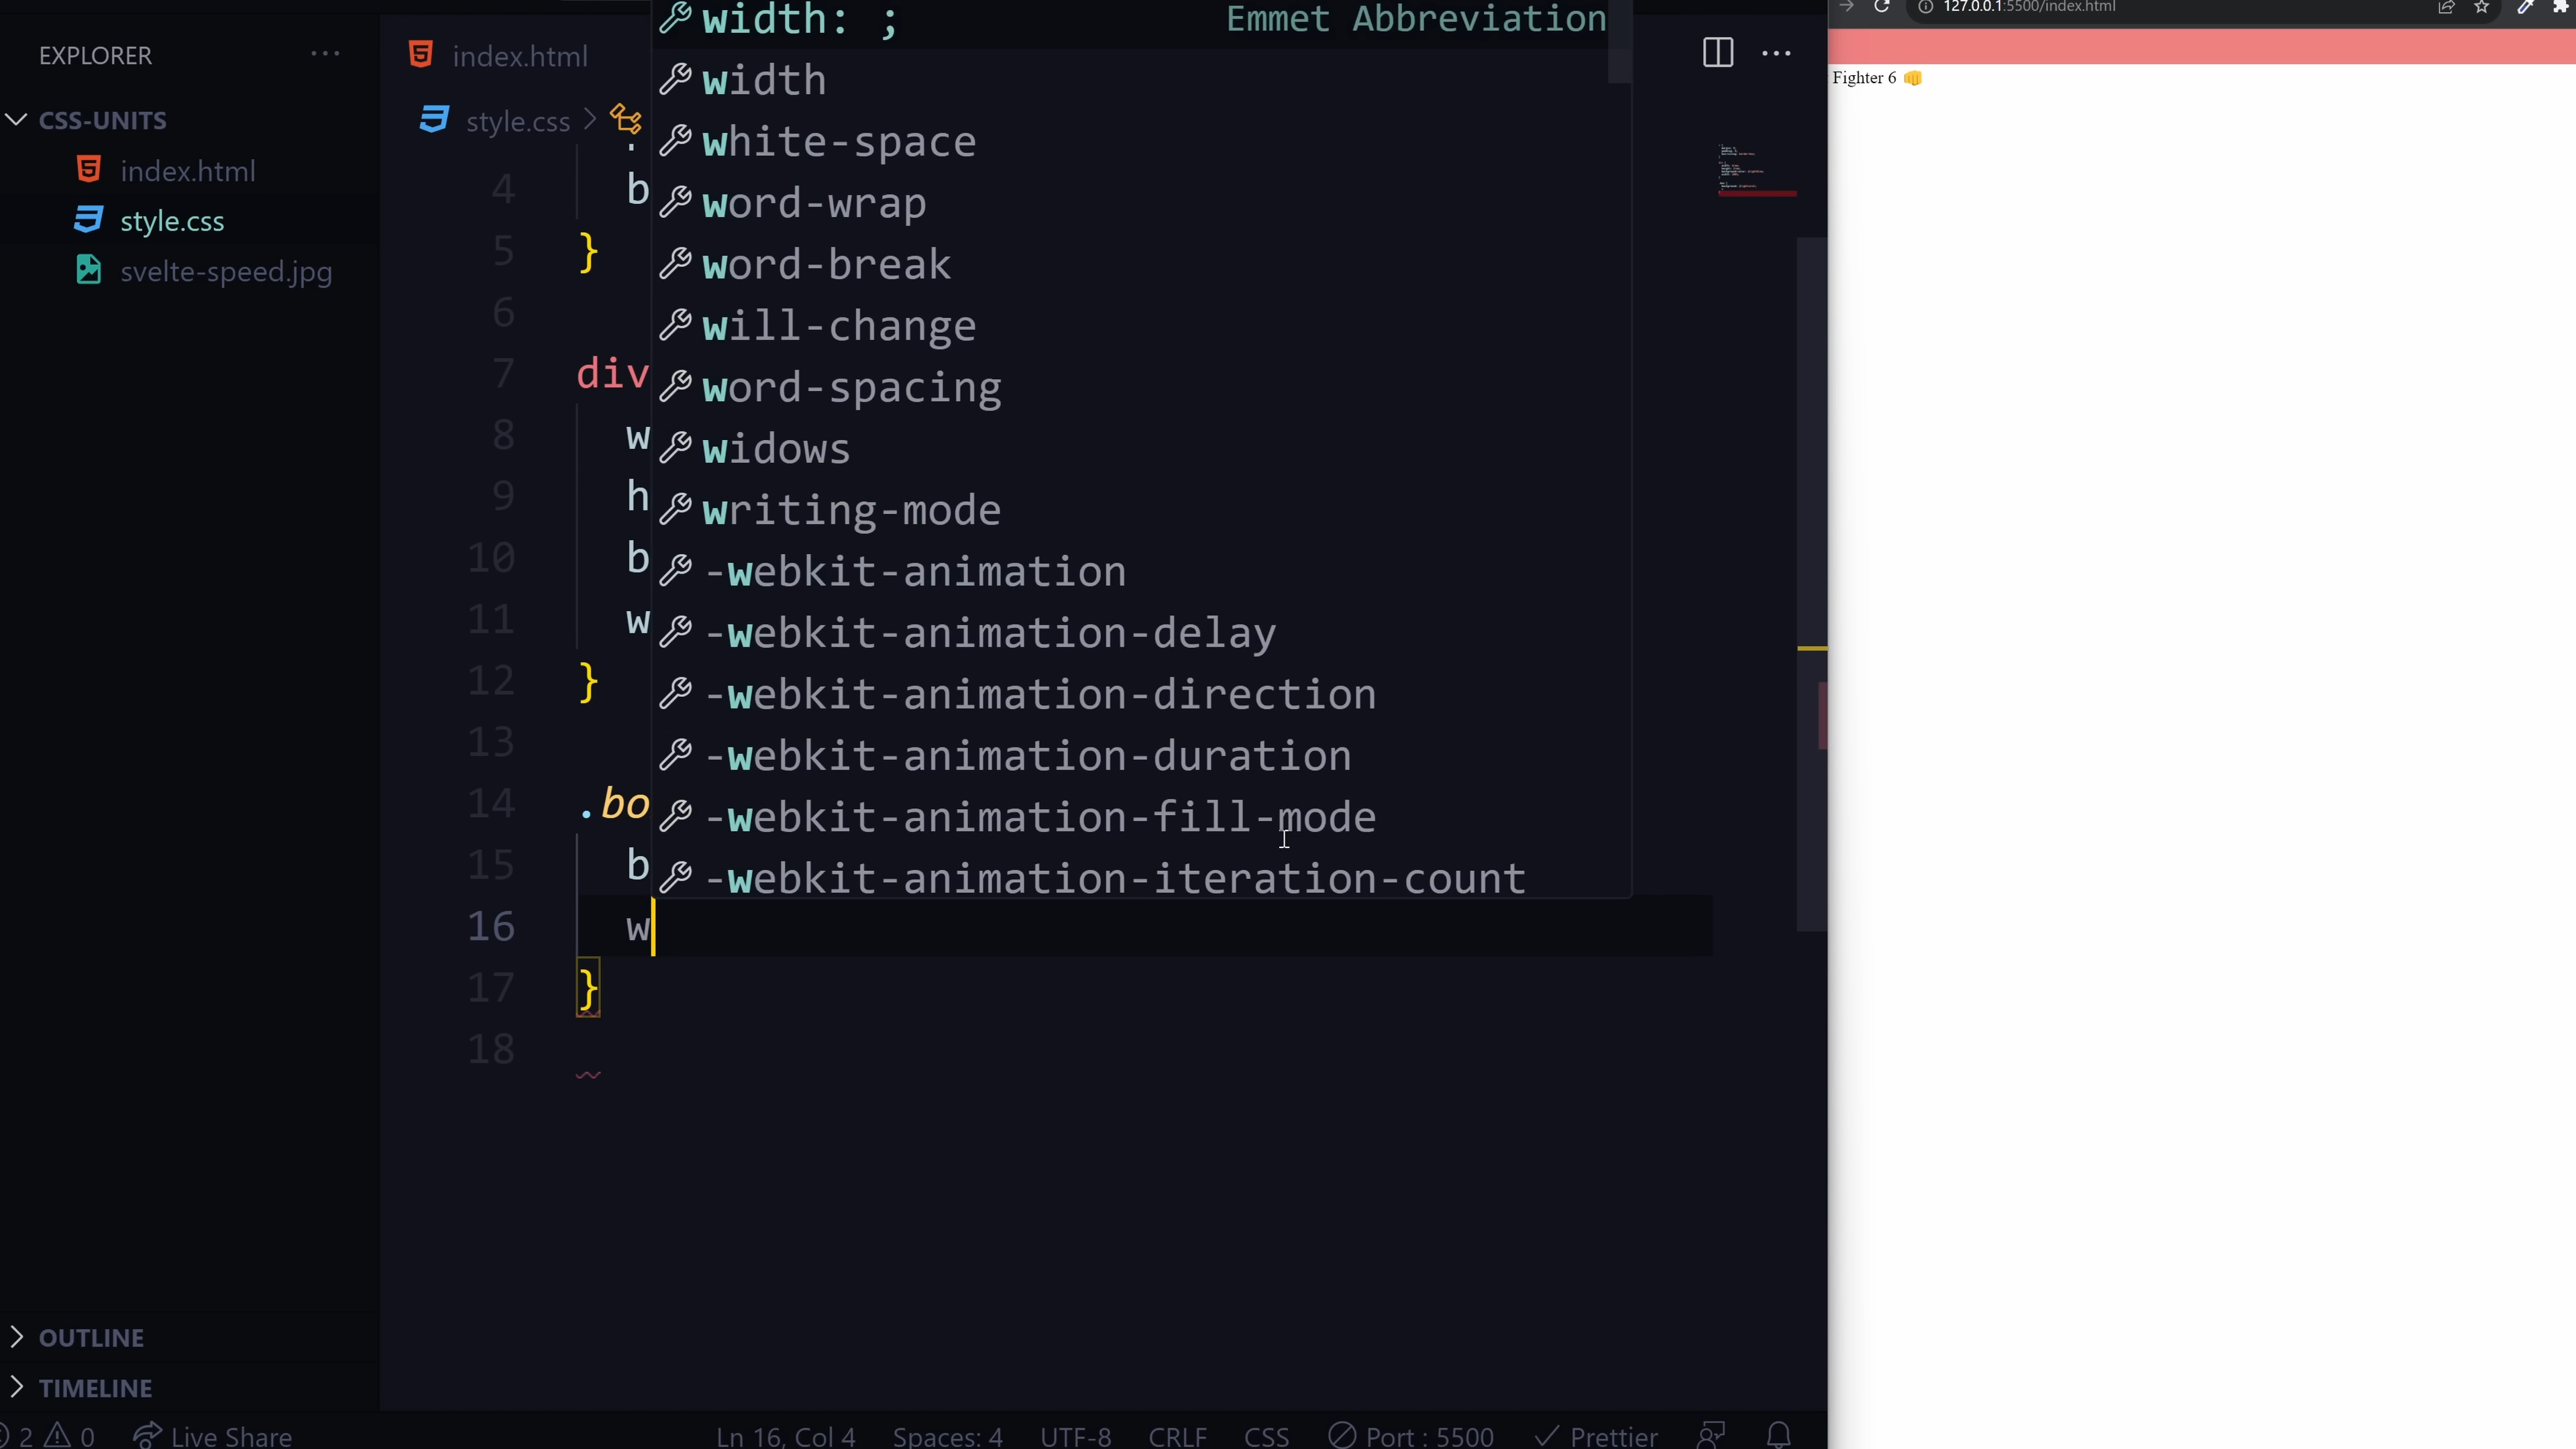 EXPLORER
CSS-UNITS
index.html
style.css
svelte-speed.jpg
OUTLINE
TIMELINE
index.html
style.css
4 b
5 }
6
7 div
8 w
9 h
10 b
11 w
12 }
13
14 .bo
15 b
16 w
17 }
18
width: ; Emmet Abbreviation
width
white-space
word-wrap
word-break
will-change
word-spacing
widows
writing-mode
-webkit-animation
-webkit-animation-delay
-webkit-animation-direction
-webkit-animation-duration
-webkit-animation-fill-mode
-webkit-animation-iteration-count
127.0.0.1:5500/index.html
Fighter 6 👊
2 0 Live Share Ln 16, Col 4 Spaces: 4 UTF-8 CRLF CSS Port : 5500 Prettier